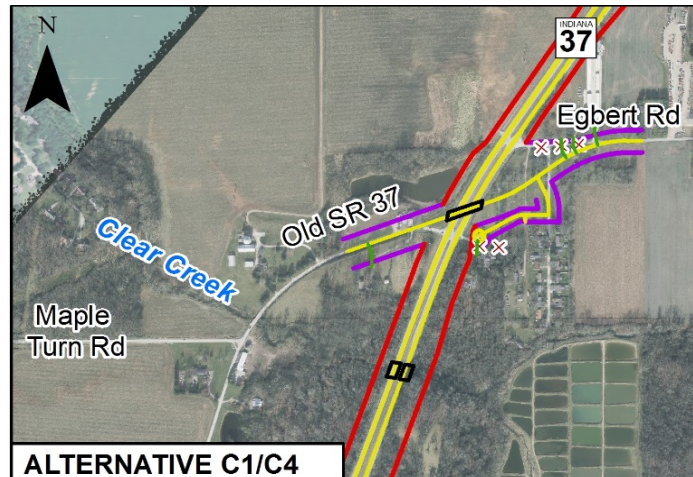 N
INDIANA
37
Egbert Rd
Old SR 37
Clear Creek
Maple
Turn Rd
ALTERNATIVE C1/C4